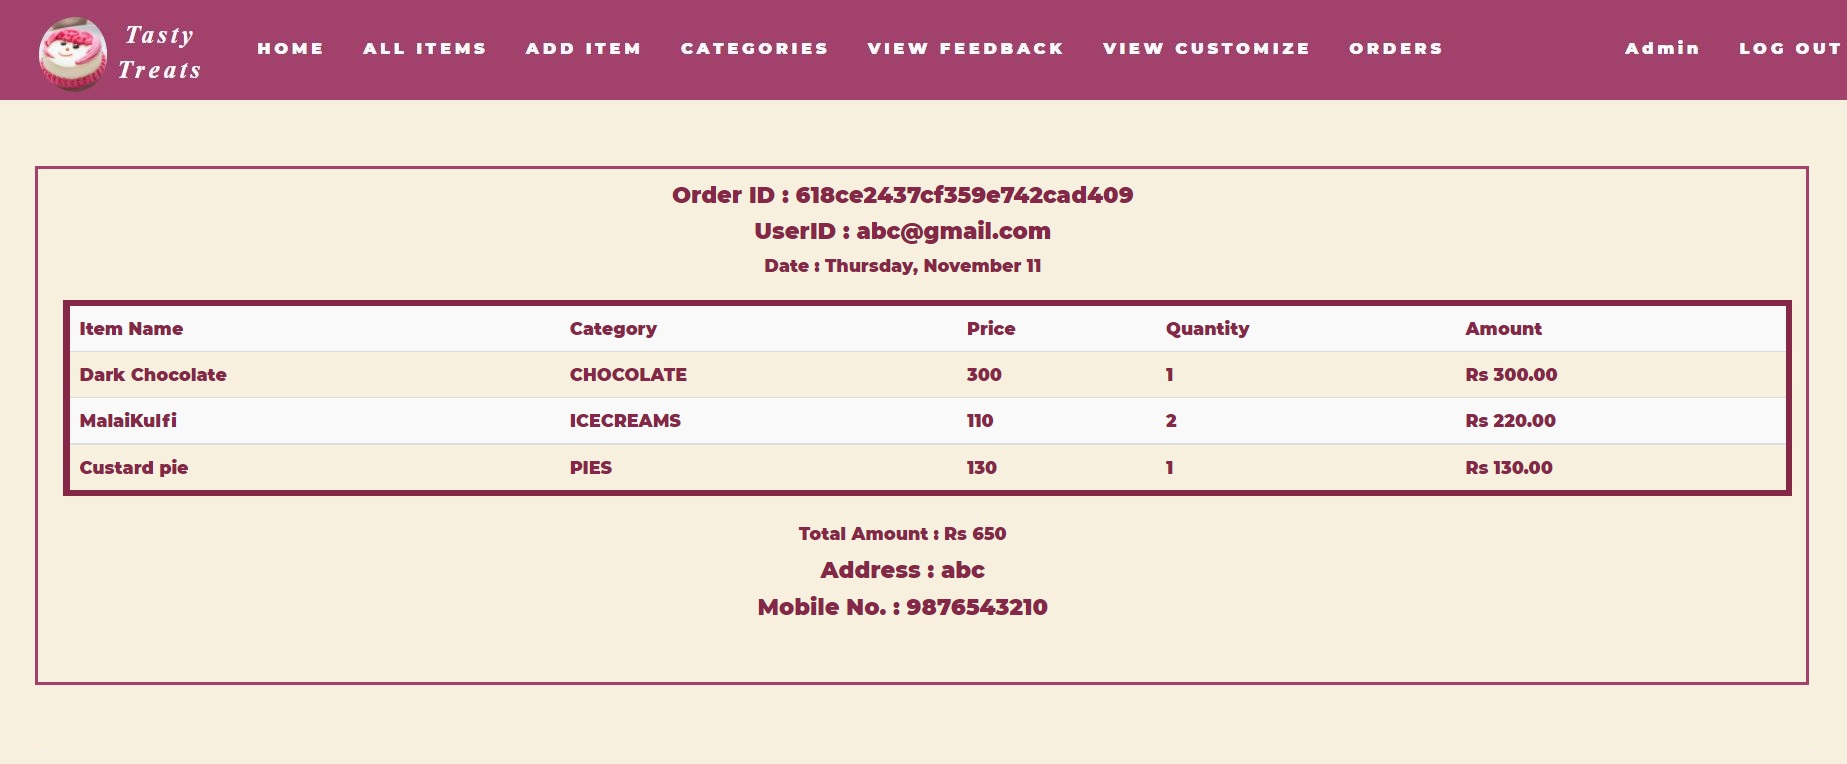 Tasty
Treats
HOME ALL ITEMS ADD ITEM CATEGORIES VIEW FEEDBACK VIEW CUSTOMIZE ORDERS Admin LOG OUT
Order ID : 618ce2437cf359e742cad409
UserID : abc@gmail.com
Date : Thursday, November 11
Item Name Category Price Quantity Amount
Dark Chocolate CHOCOLATE 300 1 Rs 300.00
MalaiKulfi ICECREAMS 110 2 Rs 220.00
Custard pie PIES 130 1 Rs 130.00
Total Amount : Rs 650
Address : abc
Mobile No. : 9876543210